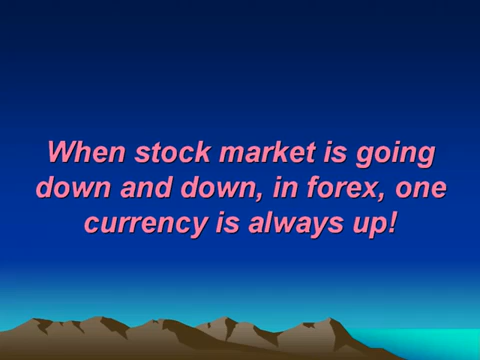 When stock market is going
down and down, in forex, one
currency is always up!